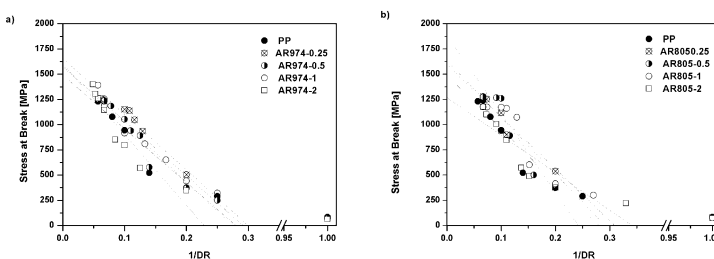 a)
PP
AR974-0.25
AR974-0.5
AR974-1
AR974-2
Stress at Break [MPa]
2000
1750
1500
1250
1000
750
500
250
0
0.0
0.1
0.2
0.3
0.95
1.00
1/DR
b)
PP
AR8050.25
AR805-0.5
AR805-1
AR805-2
Stress at Break [MPa]
2000
1750
1500
1250
1000
750
500
250
0
0.0
0.1
0.2
0.3
0.95
1.0
1/DR